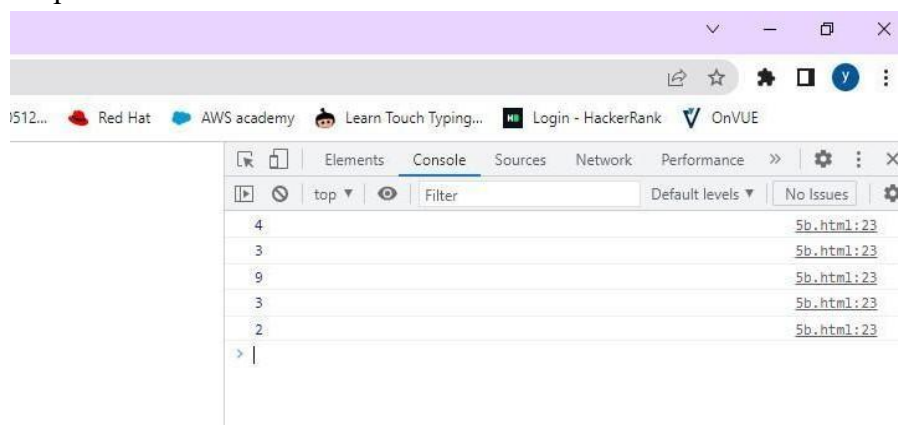 y
0512... Red Hat AWS academy Learn Touch Typing... Login - HackerRank OnVUE
Elements Console Sources Network Performance »
top Filter Default levels No Issues
4 5b.html:23
3 5b.html:23
9 5b.html:23
3 5b.html:23
2 5b.html:23
>